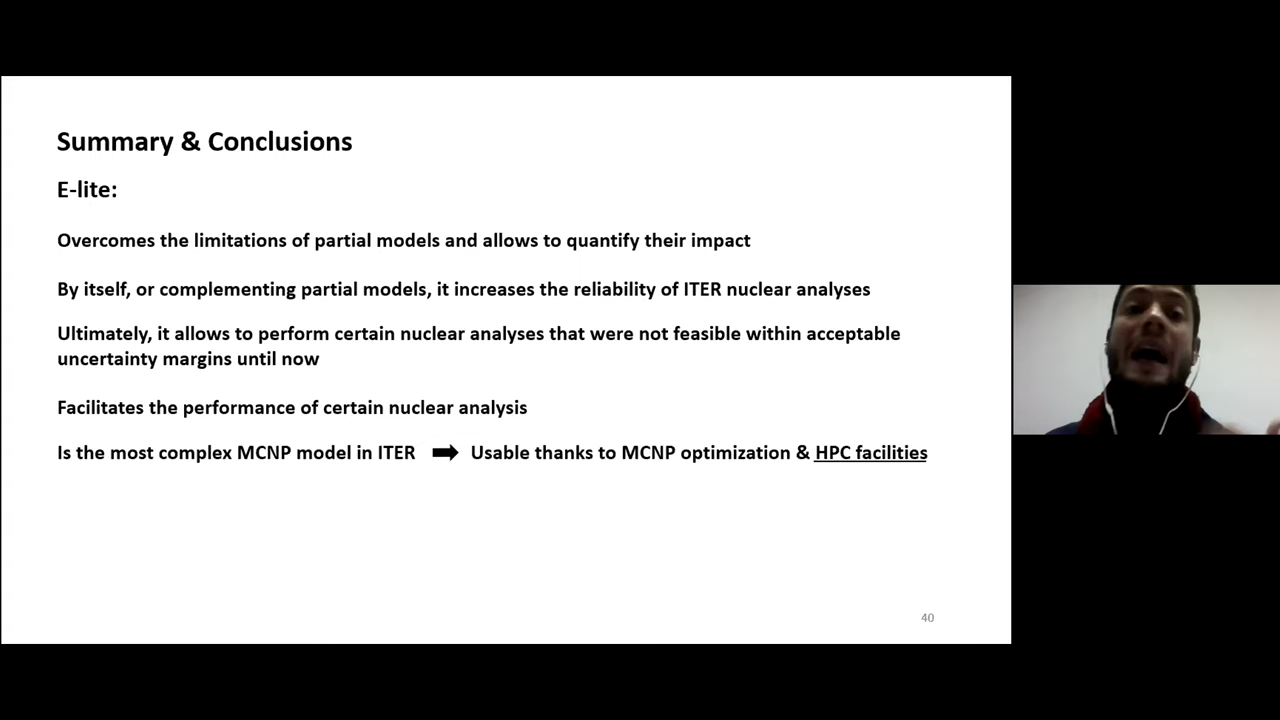 Summary & Conclusions
E-lite:
Overcomes the limitations of partial models and allows to quantify their impact
By itself, or complementing partial models, it increases the reliability of ITER nuclear analyses
Ultimately, it allows to perform certain nuclear analyses that were not feasible within acceptable
uncertainty margins until now
Facilitates the performance of certain nuclear analysis
Is the most complex MCNP model in ITER ➡ Usable thanks to MCNP optimization & HPC facilities
40